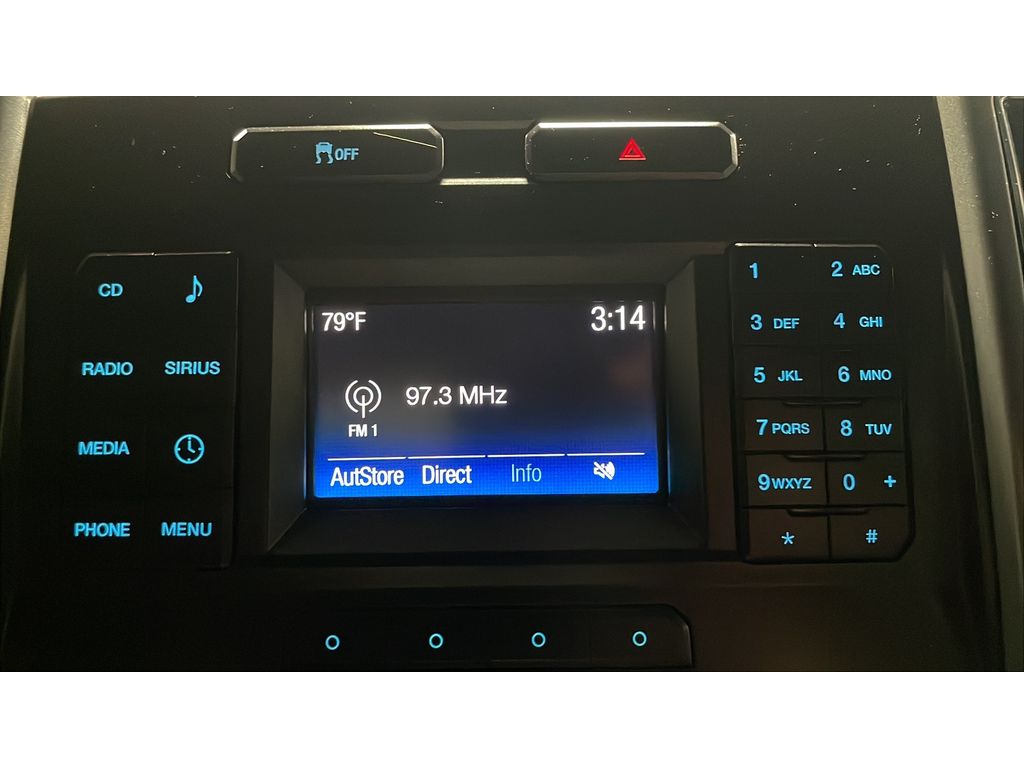 OFF
CD
RADIO SIRIUS
MEDIA
PHONE MENU
79°F 3:14
97.3 MHz
FM 1
AutStore Direct Info
1 2 ABC
3 DEF 4 GHI
5 JKL 6 MNO
7 PQRS 8 TUV
9 WXYZ 0 +
* #